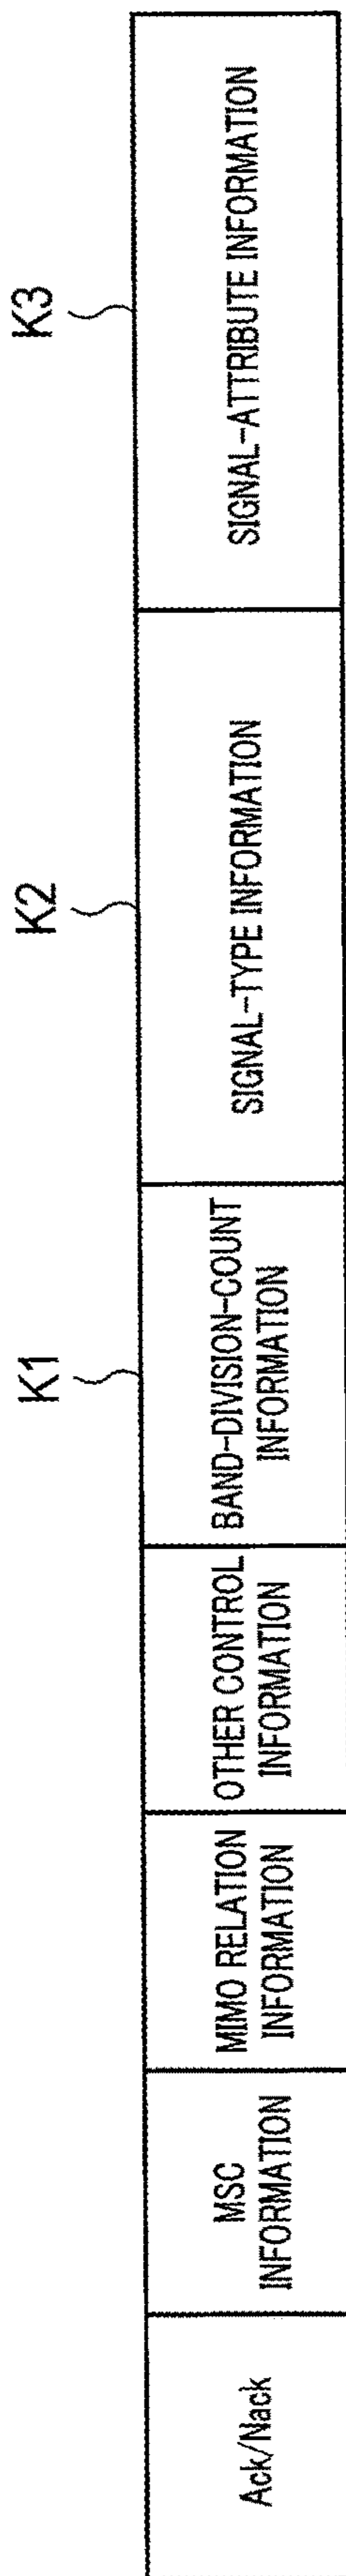 K1
K2
K3
Ack/Nack
MSC
INFORMATION
MIMO RELATION
INFORMATION
OTHER CONTROL
INFORMATION
BAND-DIVISION-COUNT
INFORMATION
SIGNAL-TYPE INFORMATION
SIGNAL-ATTRIBUTE INFORMATION